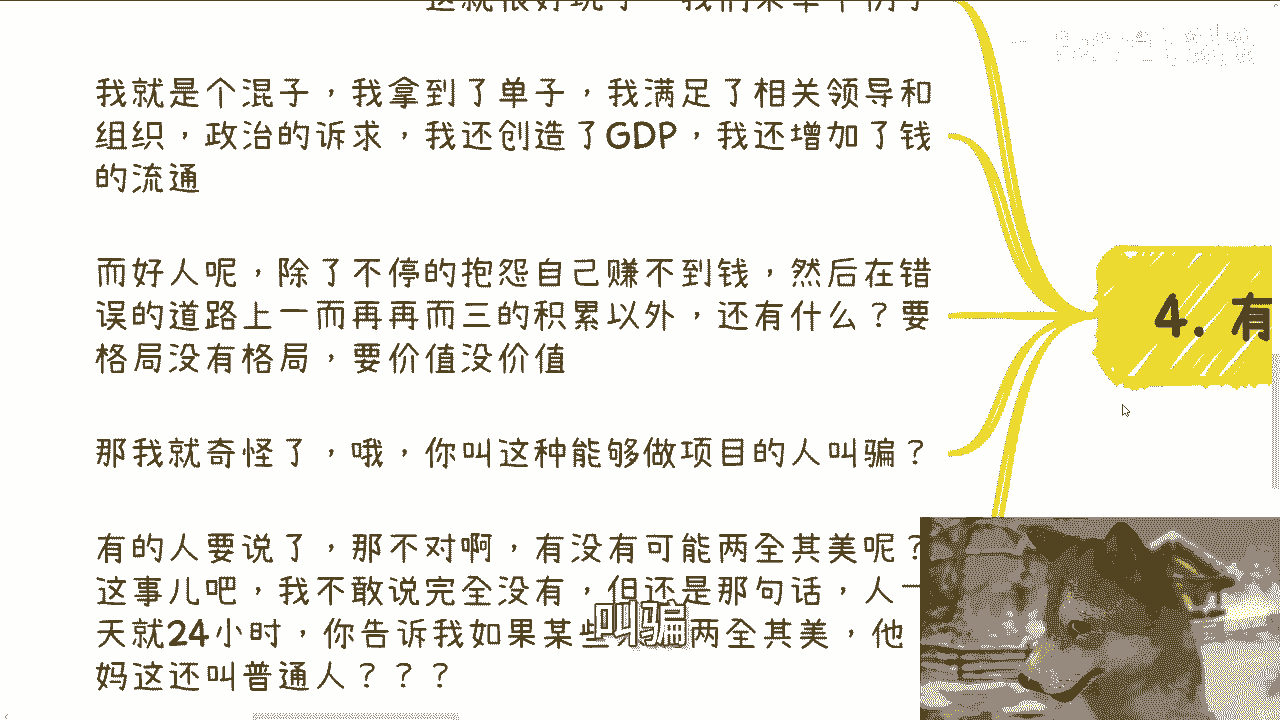 我就是个混子，我拿到了单子，我满足了相关领导和
组织，政治的诉求，我还创造了GDP，我还增加了钱
的流通
而好人呢，除了不停的抱怨自己赚不到钱，然后在错
误的道路上一而再再而三的积累以外，还有什么？要
格局没有格局，要价值没价值
那我就奇怪了，哦，你叫这种能够做项目的人叫骗？
4. 有
有的人要说了，那不对啊，有没有可能两全其美呢？
这事儿吧，我不敢说完全没有，但还是那句话，人一
天就24小时，你告诉我如果某些 两全其美，他
妈这还叫普通人？？？
叫骗